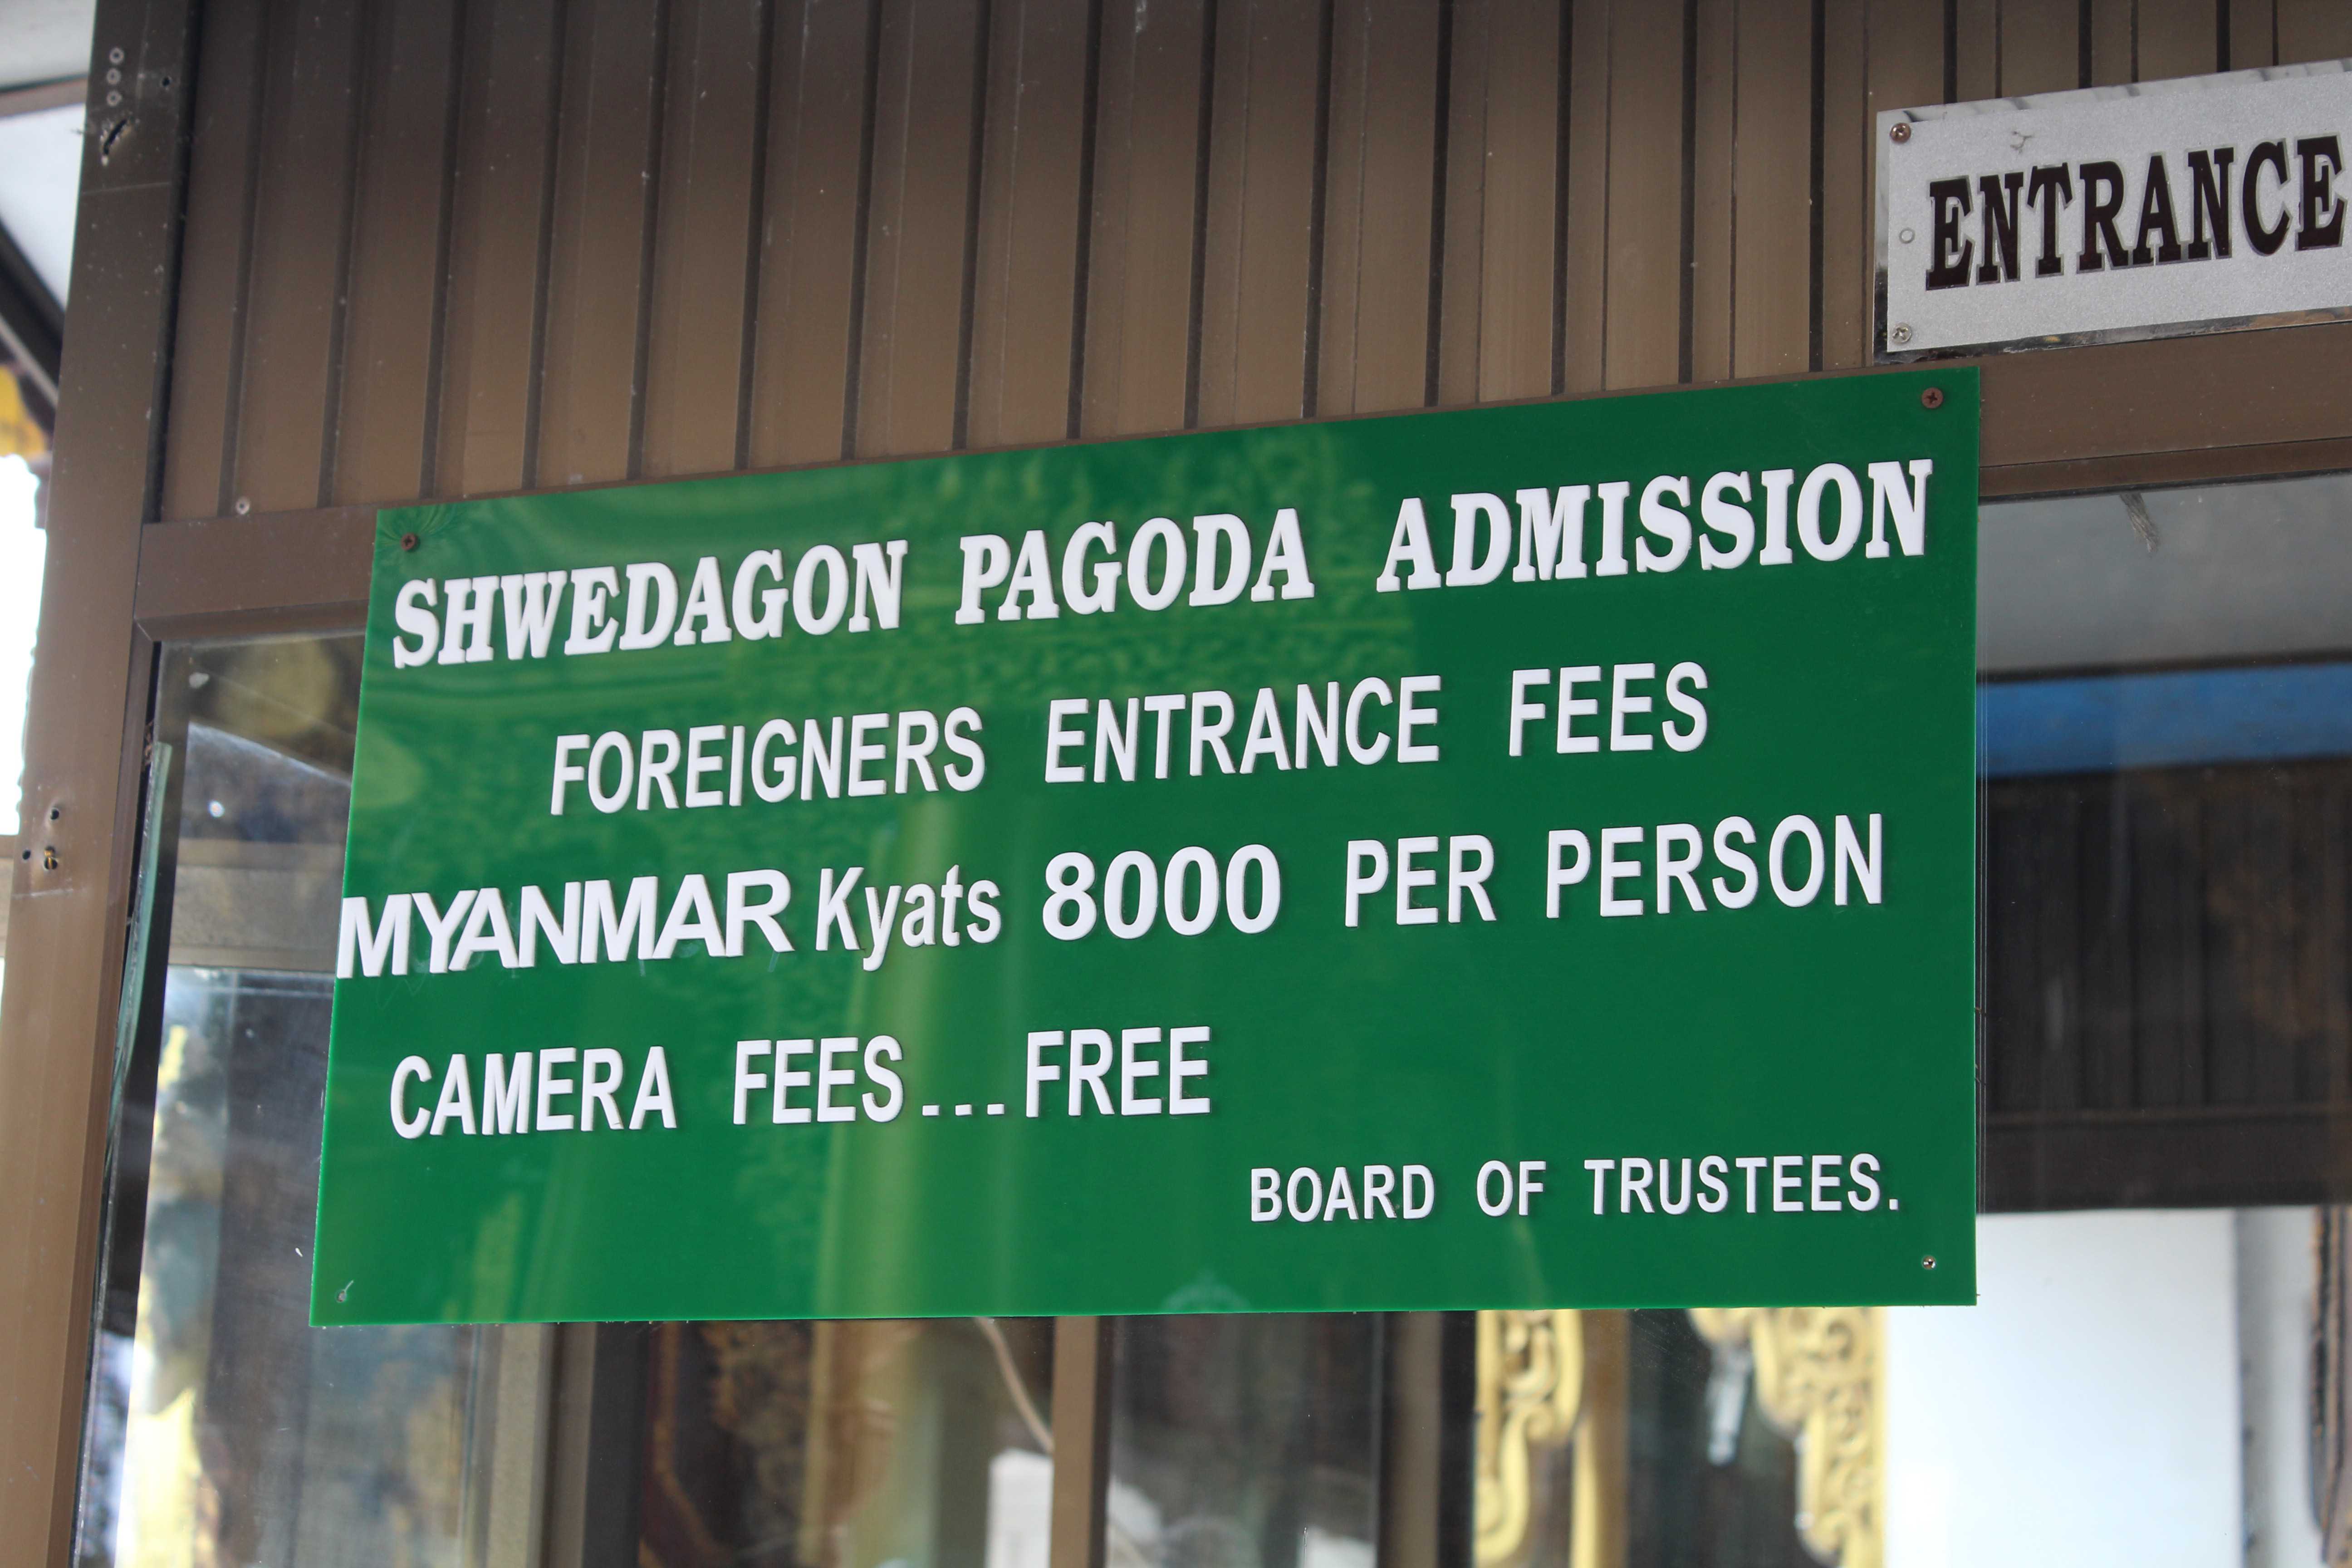 ENTRANCE
SHWEDAGON PAGODA ADMISSION
FOREIGNERS ENTRANCE FEES
MYANMAR Kyats 8000 PER PERSON
CAMERA FEES...FREE
BOARD OF TRUSTEES.